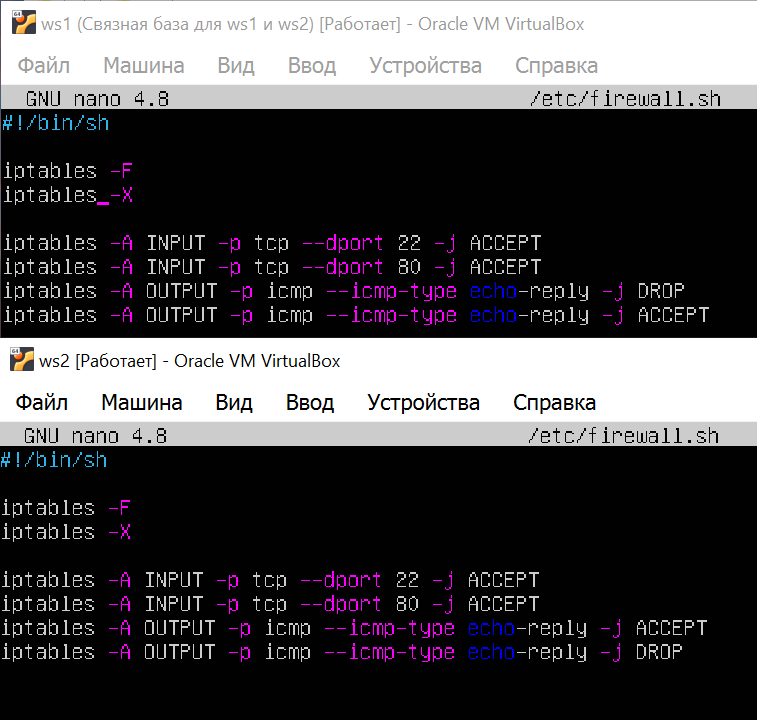 ws1 (Связная база для ws1 и ws2) [Работает] - Oracle VM VirtualBox
Файл Машина Вид Ввод Устройства Справка
GNU nano 4.8 /etc/firewall.sh
#!/bin/sh
iptables -F
iptables -X
iptables -A INPUT -p tcp --dport 22 -j ACCEPT
iptables -A INPUT -p tcp --dport 80 -j ACCEPT
iptables -A OUTPUT -p icmp --icmp-type echo-reply -j DROP
iptables -A OUTPUT -p icmp --icmp-type echo-reply -j ACCEPT
ws2 [Работает] - Oracle VM VirtualBox
Файл Машина Вид Ввод Устройства Справка
GNU nano 4.8 /etc/firewall.sh
#!/bin/sh
iptables -F
iptables -X
iptables -A INPUT -p tcp --dport 22 -j ACCEPT
iptables -A INPUT -p tcp --dport 80 -j ACCEPT
iptables -A OUTPUT -p icmp --icmp-type echo-reply -j ACCEPT
iptables -A OUTPUT -p icmp --icmp-type echo-reply -j DROP